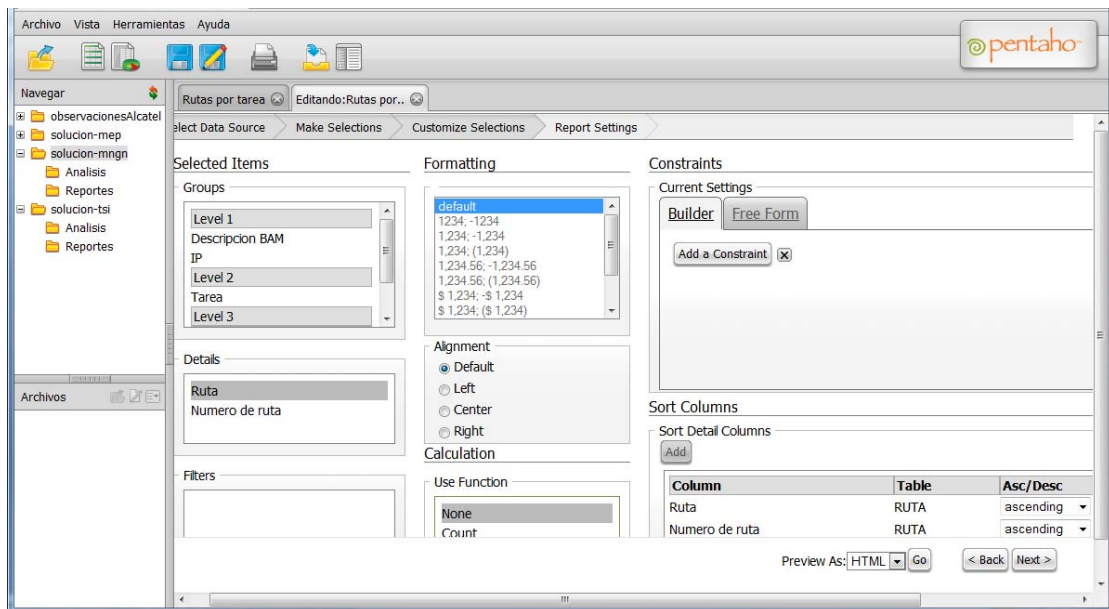 Archivo Vista Herramientas Ayuda
pentaho
Navegar
observacionesAlcatel
solucion-mep
solucion-mngn
Analisis
Reportes
solucion-tsi
Analisis
Reportes
Archivos
Rutas por tarea
Editando:Rutas por..
elect Data Source
Make Selections
Customize Selections
Report Settings
Selected Items
Groups
Level 1
Descripcion BAM
IP
Level 2
Tarea
Level 3
Details
Ruta
Numero de ruta
Filters
Formatting
default
1234; -1234
1,234; -1,234
1,234; (1,234)
1,234.56; -1,234.56
1,234.56; (1,234.56)
$ 1,234; -$ 1,234
$ 1,234; ($ 1,234)
Alignment
Default
Left
Center
Right
Calculation
Use Function
None
Count
Constraints
Current Settings
Builder
Free Form
Add a Constraint
Sort Columns
Sort Detail Columns
Add
Column Table Asc/Desc
Ruta RUTA ascending
Numero de ruta RUTA ascending
Preview As: HTML Go < Back Next >